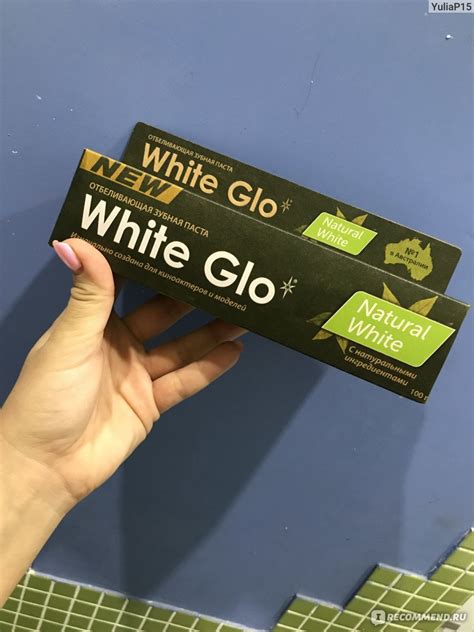 YuliaP15
ОТБЕЛИВАЮЩАЯ ЗУБНАЯ ПАСТА
White Glo
Natural
White
№1
в Австралии
NEW
ОТБЕЛИВАЮЩАЯ ЗУБНАЯ ПАСТА
White Glo
Изначально создана для киноактеров и моделей
Natural
White
С натуральными
ингредиентами
100 г
IRECOMMEND.RU